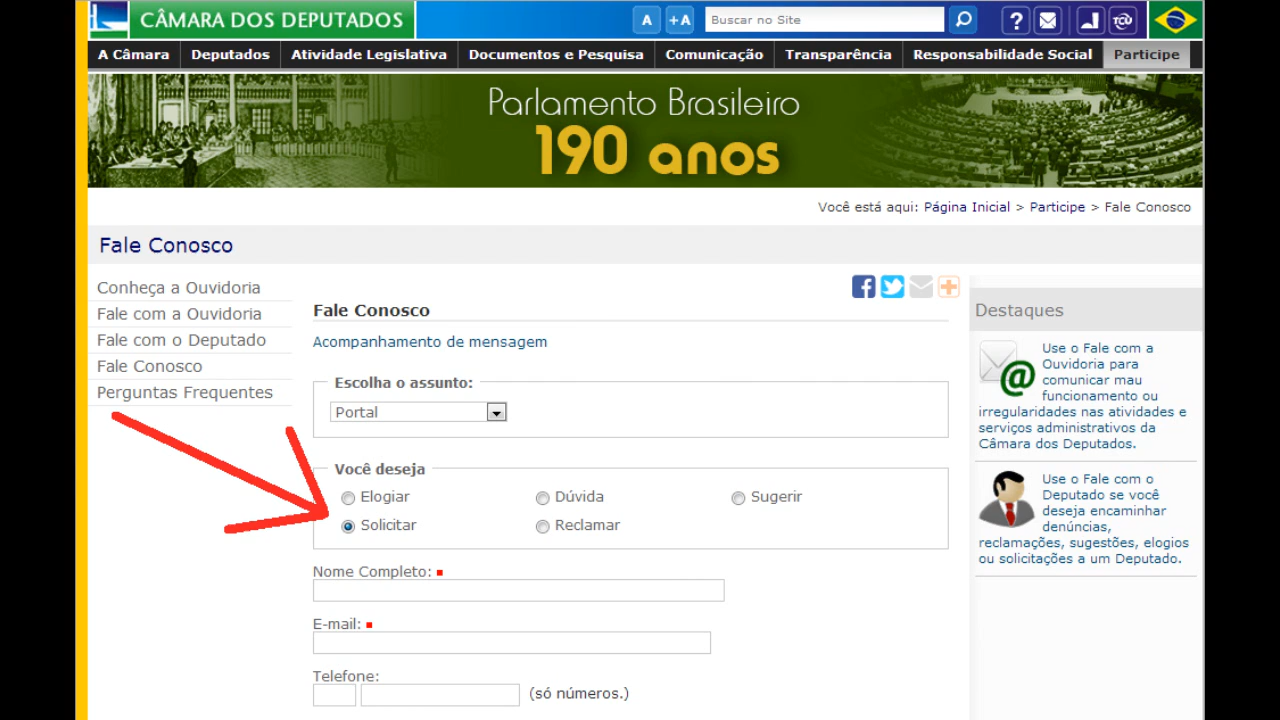 CÂMARA DOS DEPUTADOS
A +A Buscar no Site ?
A Câmara Deputados Atividade Legislativa Documentos e Pesquisa Comunicação Transparência Responsabilidade Social Participe
Parlamento Brasileiro
190 anos
Você está aqui: Página Inicial > Participe > Fale Conosco
Fale Conosco
Conheça a Ouvidoria
Fale com a Ouvidoria
Fale com o Deputado
Fale Conosco
Perguntas Frequentes
Fale Conosco
Acompanhamento de mensagem
Escolha o assunto:
Portal
Você deseja
Elogiar Dúvida Sugerir
Solicitar Reclamar
Nome Completo:
E-mail:
Telefone:
(só números.)
Destaques
Use o Fale com a
Ouvidoria para
comunicar mau
funcionamento ou
irregularidades nas atividades e
serviços administrativos da
Câmara dos Deputados.
Use o Fale com o
Deputado se você
deseja encaminhar
denúncias,
reclamações, sugestões, elogios
ou solicitações a um Deputado.